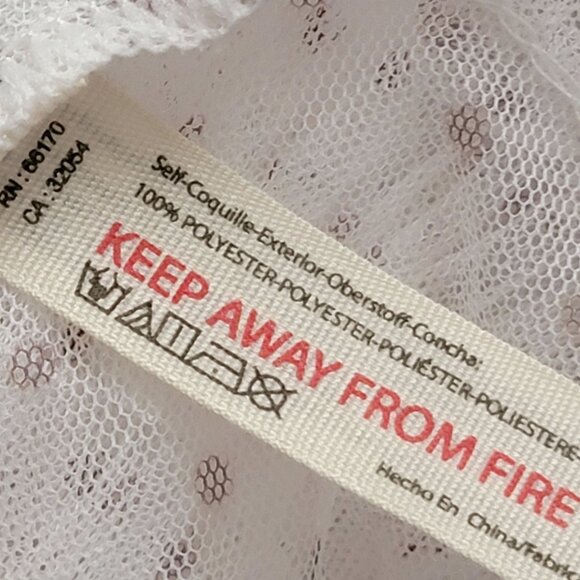 RN : 66170
CA : 32054
Self-Coquille-Exterior-Oberstoff-Concha:
100% POLYESTER-POLYESTER-POLIÉSTER-POLIESTERE-
KEEP AWAY FROM FIRE
Hecho En China/Fabri